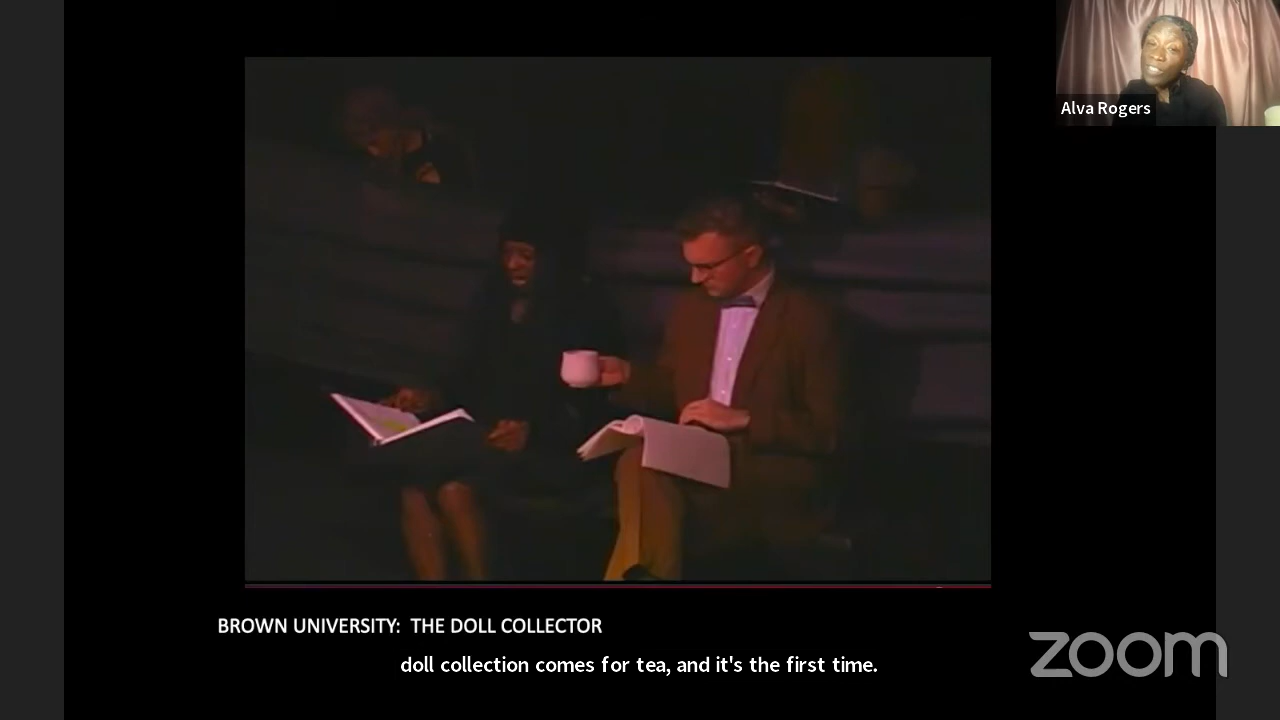 Alva Rogers
BROWN UNIVERSITY:  THE DOLL COLLECTOR
doll collection comes for tea, and it's the first time.
zoom